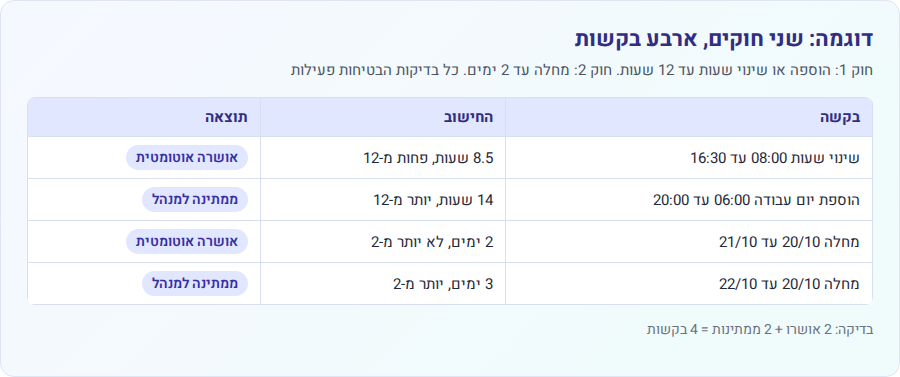 דוגמה: שני חוקים, ארבע בקשות
חוק 1: הוספה או שינוי שעות עד 12 שעות. חוק 2: מחלה עד 2 ימים. כל בדיקות הבטיחות פעילות
בקשה החישוב תוצאה
שינוי שעות 08:00 עד 16:30 8.5 שעות, פחות מ-12 אושרה אוטומטית
הוספת יום עבודה 06:00 עד 20:00 14 שעות, יותר מ-12 ממתינה למנהל
מחלה 20/10 עד 21/10 2 ימים, לא יותר מ-2 אושרה אוטומטית
מחלה 20/10 עד 22/10 3 ימים, יותר מ-2 ממתינה למנהל
בדיקה: 2 אושרו + 2 ממתינות = 4 בקשות